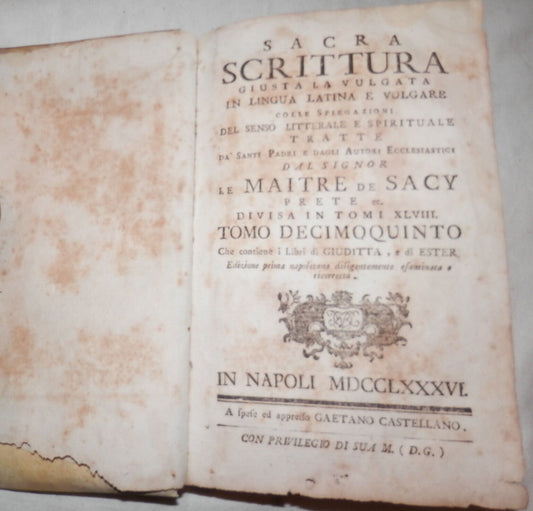 SACRA
SCRITTURA
GIUSTA LA VULGATA
IN LINGUA LATINA E VOLGARE
COLLE SPIEGAZIONI
DEL SENSO LITTERALE E SPIRITUALE
TRATTE
DA' SANTI PADRI E DAGLI AUTORI ECCLESIASTICI
DAL SIGNOR
LE MAITRE DE SACY
PRETE ec.
DIVISA IN TOMI XLVIII.
TOMO DECIMOQUINTO
Che contiene i Libri di GIUDITTA, e di ESTER,
Edizione prima napoletana diligentemente esaminata e
ricorretta.
IN NAPOLI MDCCLXXXVI.
A spese ed appresso GAETANO CASTELLANO.
CON PRIVILEGIO DI SUA M. (D.G.)